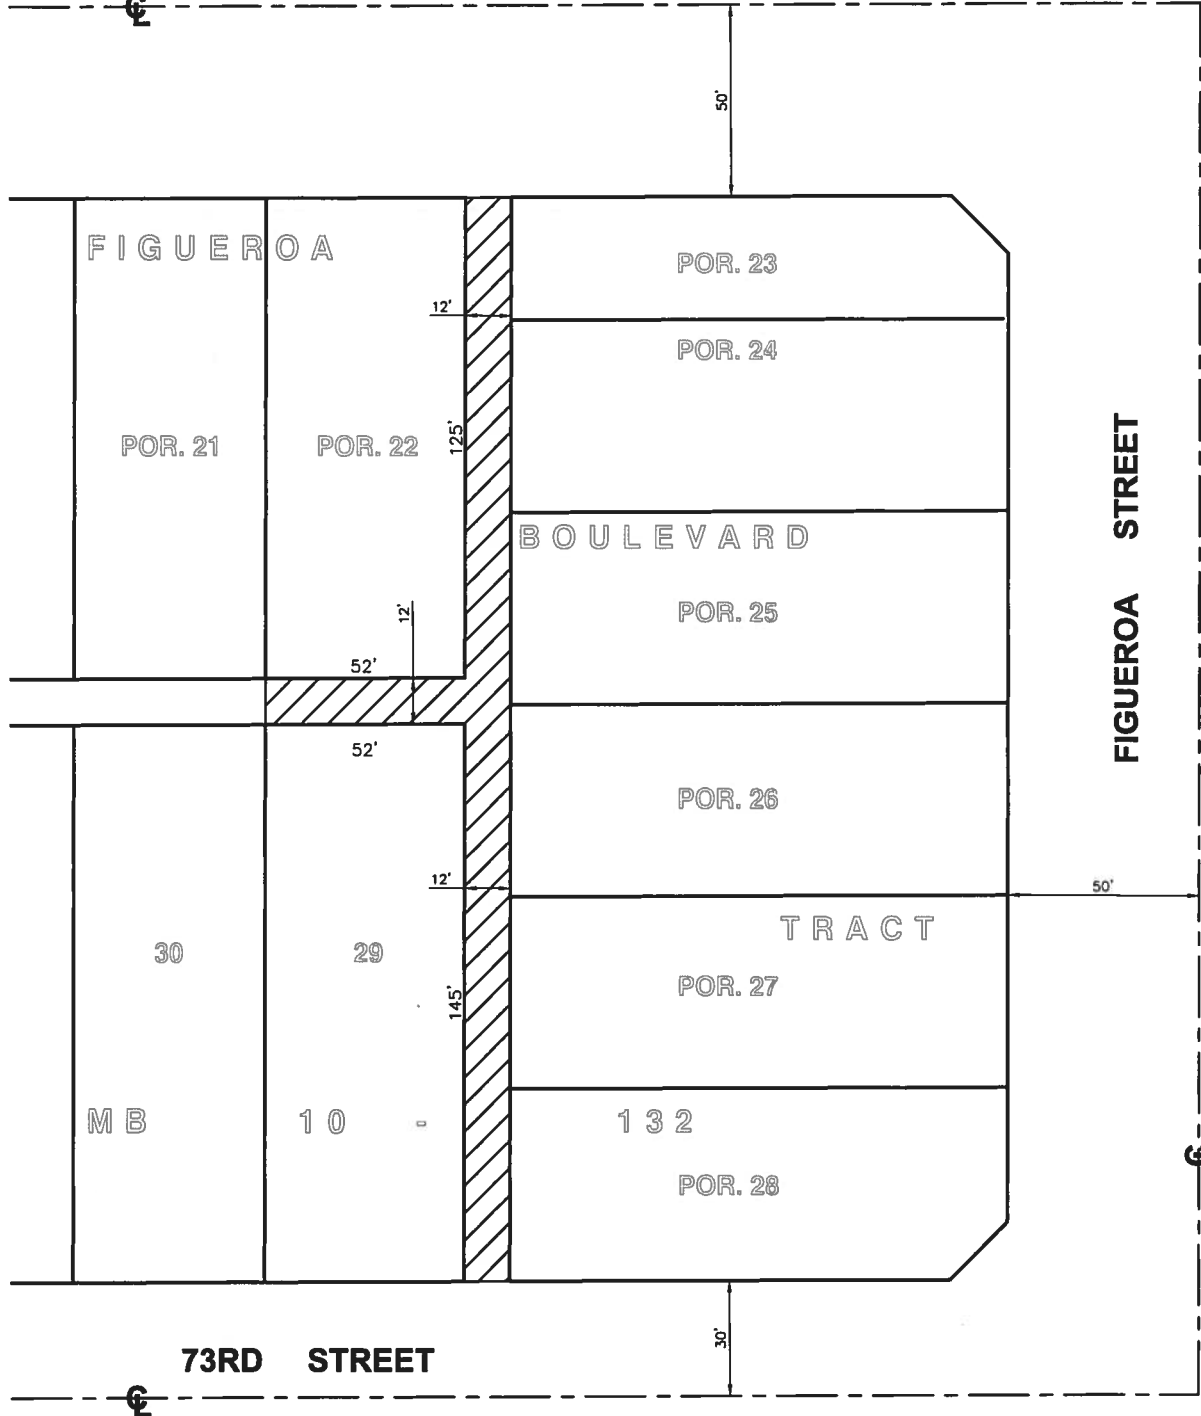 ℄
50'
FIGUEROA
POR. 23
12'
POR. 24
POR. 21
POR. 22
125'
FIGUEROA STREET
BOULEVARD
12'
POR. 25
52'
52'
POR. 26
12'
50'
TRACT
30
29
POR. 27
145'
MB 10 - 132
℄
POR. 28
30'
73RD STREET
℄